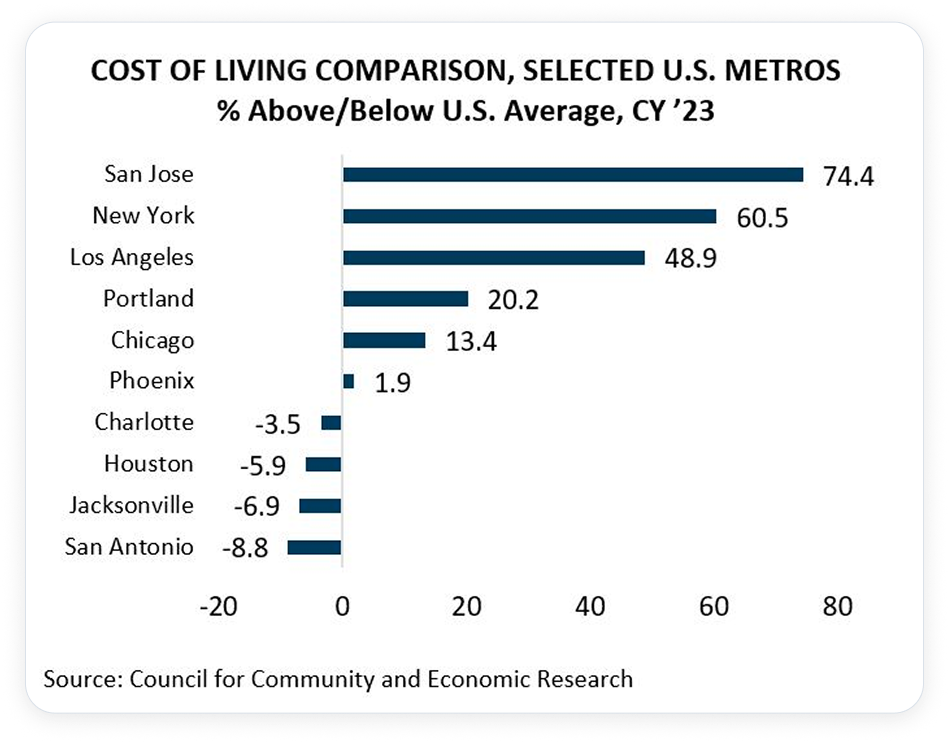 COST OF LIVING COMPARISON, SELECTED U.S. METROS
% Above/Below U.S. Average, CY ’23
San Jose 74.4
New York 60.5
Los Angeles 48.9
Portland 20.2
Chicago 13.4
Phoenix 1.9
Charlotte -3.5
Houston -5.9
Jacksonville -6.9
San Antonio -8.8
-20 0 20 40 60 80
Source: Council for Community and Economic Research